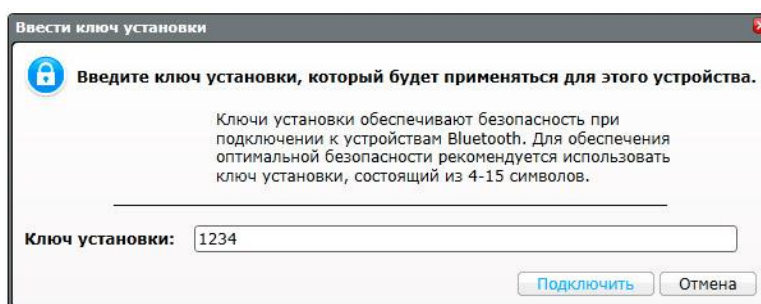 Ввести ключ установки
Введите ключ установки, который будет применяться для этого устройства.
Ключи установки обеспечивают безопасность при
подключении к устройствам Bluetooth. Для обеспечения
оптимальной безопасности рекомендуется использовать
ключ установки, состоящий из 4-15 символов.
Ключ установки: 1234
Подключить Отмена